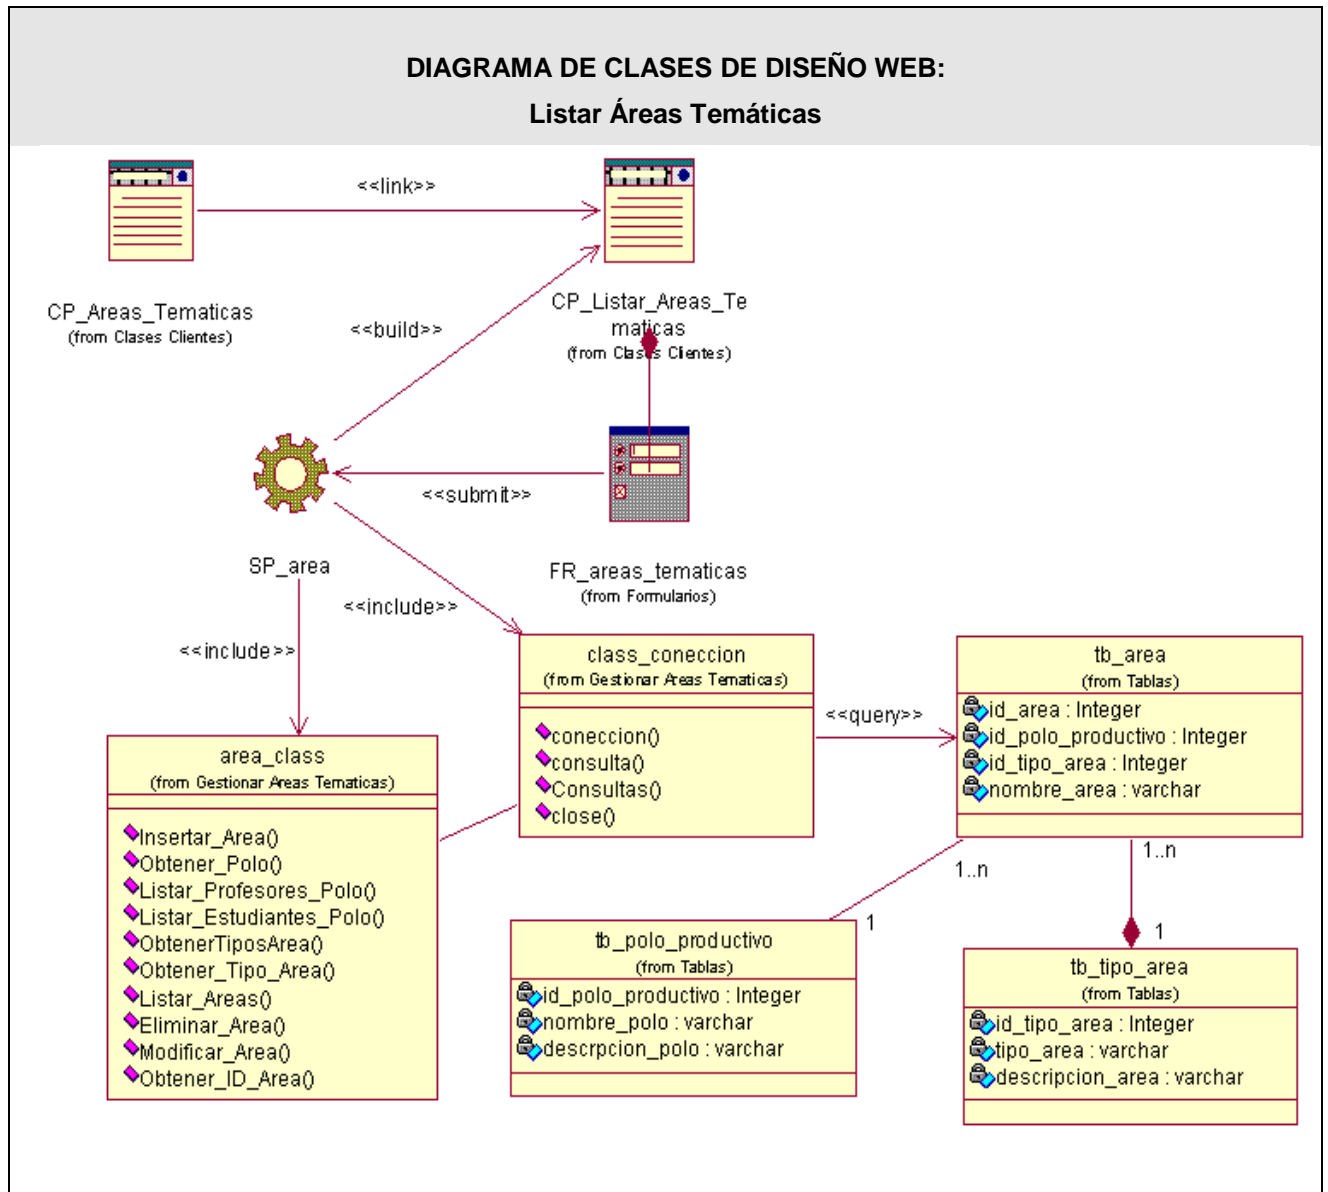 DIAGRAMA DE CLASES DE DISEÑO WEB:
Listar Áreas Temáticas
<<link>>
CP_Areas_Tematicas
(from Clases Clientes)
CP_Listar_Areas_Te
maticas
(from Clases Clientes)
<<build>>
<<submit>>
SP_area
FR_areas_tematicas
(from Formularios)
<<include>>
<<include>>
class_coneccion
(from Gestionar Areas Tematicas)
coneccion()
consulta()
Consultas()
close()
<<query>>
tb_area
(from Tablas)
id_area : Integer
id_polo_productivo : Integer
id_tipo_area : Integer
nombre_area : varchar
area_class
(from Gestionar Areas Tematicas)
Insertar_Area()
Obtener_Polo()
Listar_Profesores_Polo()
Listar_Estudiantes_Polo()
ObtenerTiposArea()
Obtener_Tipo_Area()
Listar_Areas()
Eliminar_Area()
Modificar_Area()
Obtener_ID_Area()
1..n
1..n
1
1
tb_polo_productivo
(from Tablas)
id_polo_productivo : Integer
nombre_polo : varchar
descrpcion_polo : varchar
tb_tipo_area
(from Tablas)
id_tipo_area : Integer
tipo_area : varchar
descripcion_area : varchar